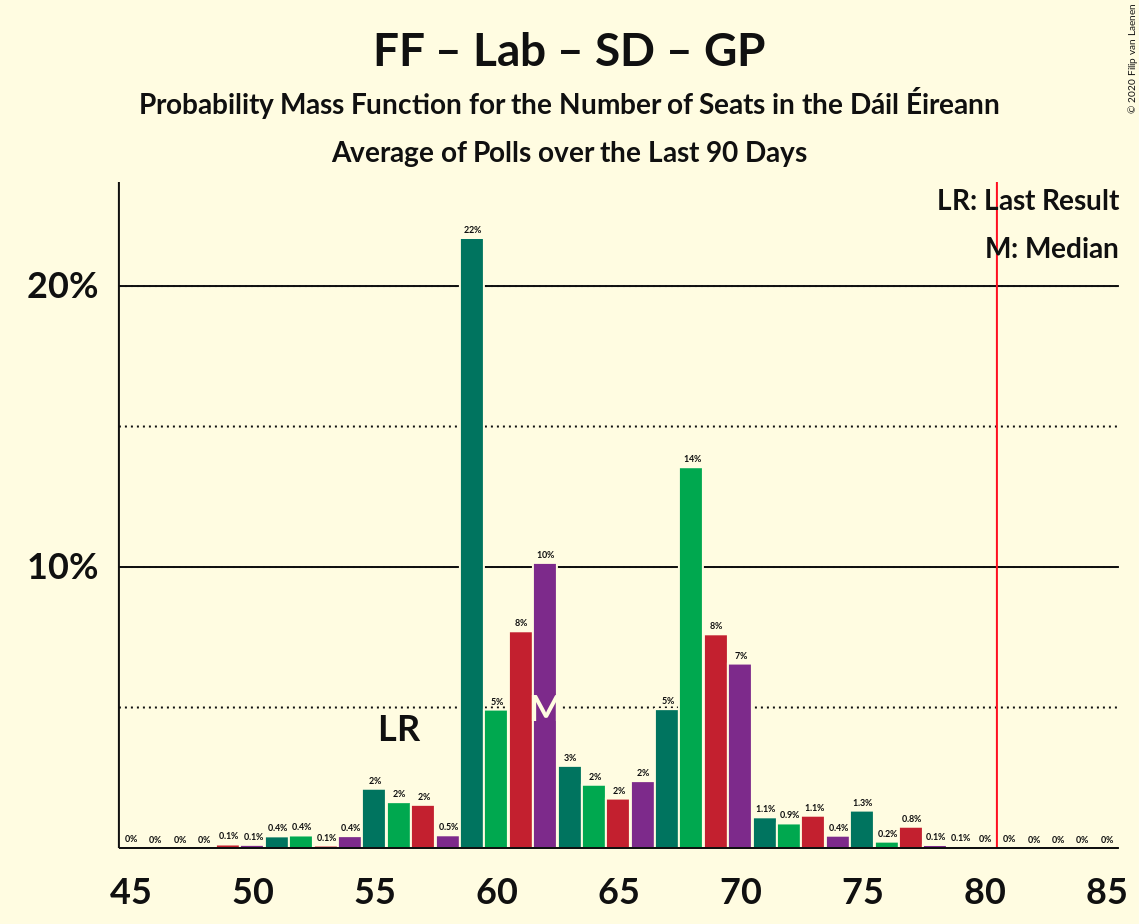 FF – Lab – SD – GP
Probability Mass Function for the Number of Seats in the Dáil Éireann
Average of Polls over the Last 90 Days
© 2020 Filip van Laenen
LR: Last Result
M: Median
20%
10%
22%
14%
10%
8%
8%
7%
5%
5%
LR
M
3%
2%
2%
2%
2%
2%
2%
0% 0% 0% 0% 0.1% 0.1% 0.4% 0.4% 0.1% 0.4% 0.5% 1.1% 0.9% 1.1% 0.4% 1.3% 0.2% 0.8% 0.1% 0.1% 0% 0% 0% 0% 0% 0%
45 50 55 60 65 70 75 80 85